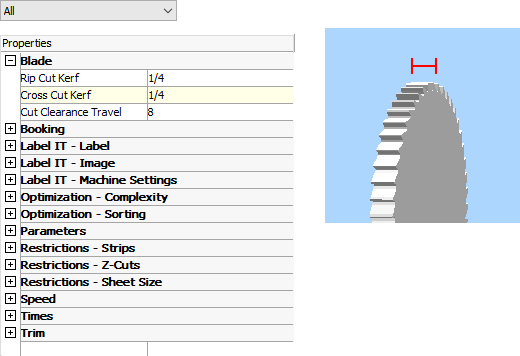 All
Properties
Blade
Rip Cut Kerf 1/4
Cross Cut Kerf 1/4
Cut Clearance Travel 8
Booking
Label IT - Label
Label IT - Image
Label IT - Machine Settings
Optimization - Complexity
Optimization - Sorting
Parameters
Restrictions - Strips
Restrictions - Z-Cuts
Restrictions - Sheet Size
Speed
Times
Trim